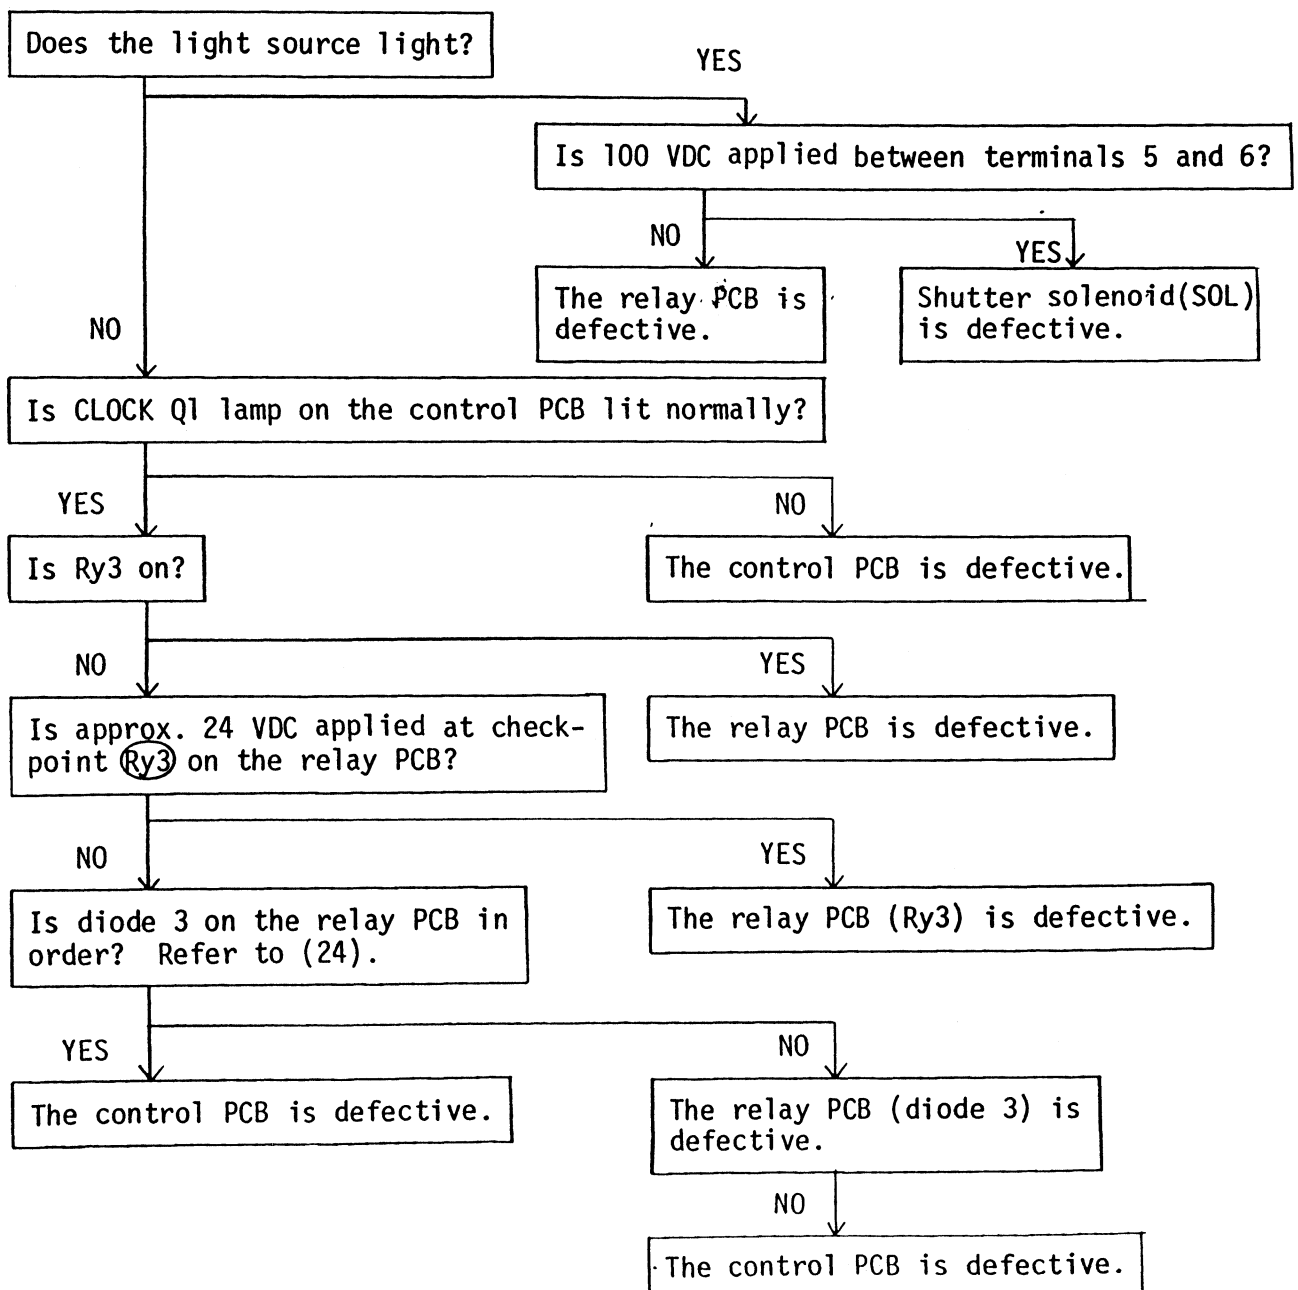 Does the light source light?
YES
Is 100 VDC applied between terminals 5 and 6?
NO
YES
The relay PCB is
defective.
Shutter solenoid(SOL)
is defective.
NO
Is CLOCK Q1 lamp on the control PCB lit normally?
YES
NO
Is Ry3 on?
The control PCB is defective.
NO
YES
Is approx. 24 VDC applied at check-
point Ry3 on the relay PCB?
The relay PCB is defective.
NO
YES
Is diode 3 on the relay PCB in
order? Refer to (24).
The relay PCB (Ry3) is defective.
YES
NO
The control PCB is defective.
The relay PCB (diode 3) is
defective.
NO
The control PCB is defective.